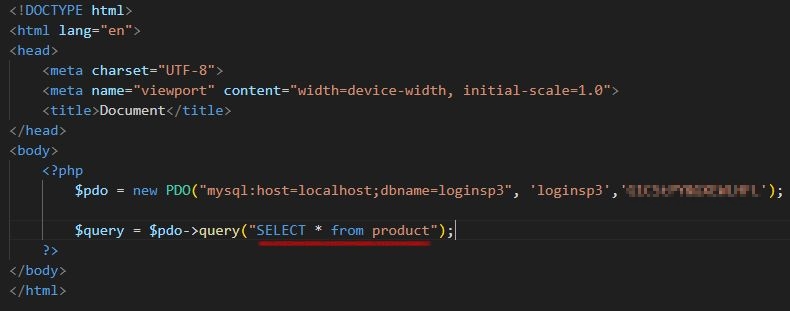 <!DOCTYPE html>
<html lang="en">
<head>
    <meta charset="UTF-8">
    <meta name="viewport" content="width=device-width, initial-scale=1.0">
    <title>Document</title>
</head>
<body>
    <?php
        $pdo = new PDO("mysql:host=localhost;dbname=loginsp3", 'loginsp3','');

        $query = $pdo->query("SELECT * from product");
    ?>
</body>
</html>